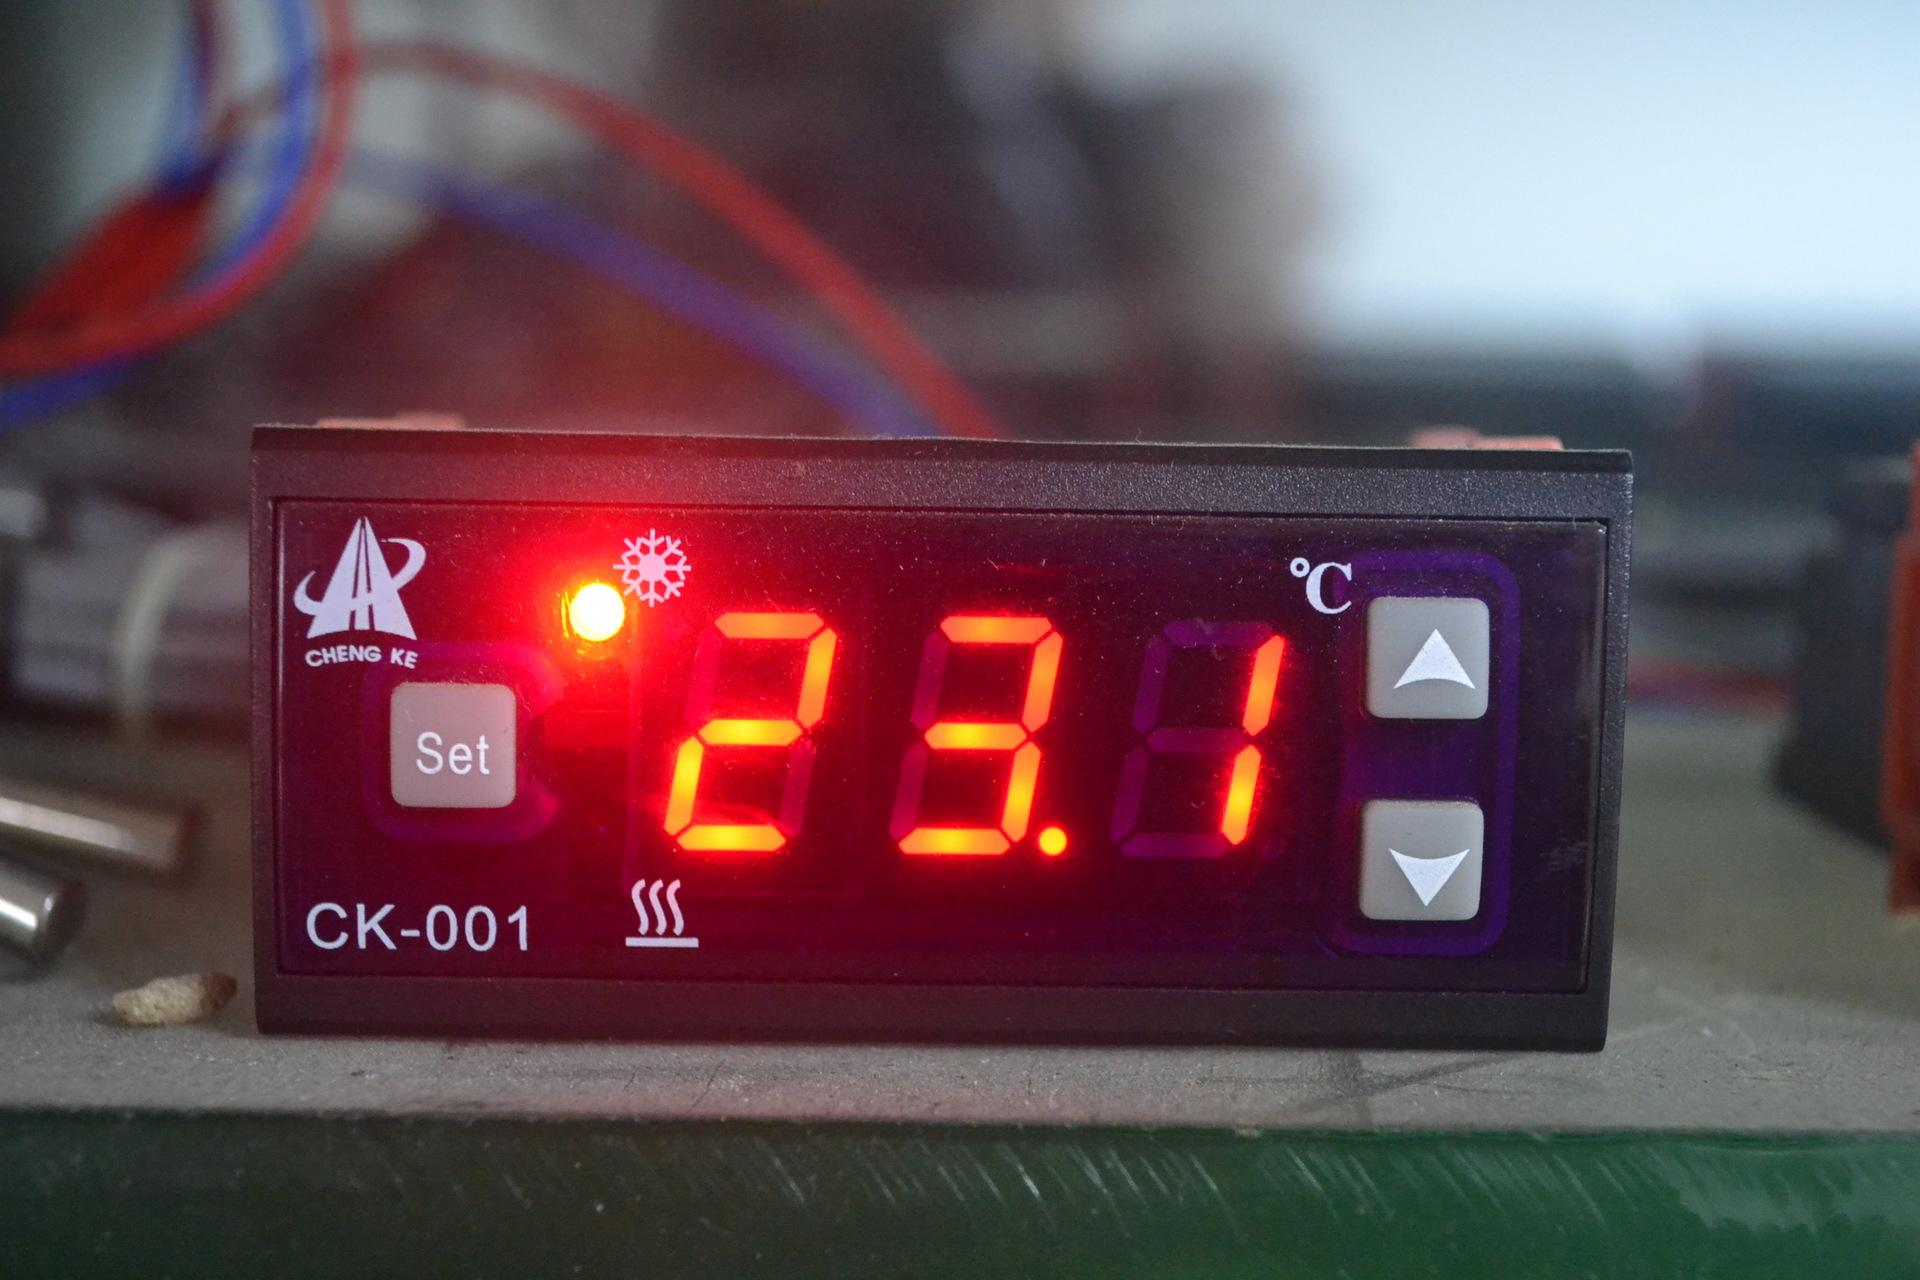 CHENG KE
℃
Set
23.1
CK-001